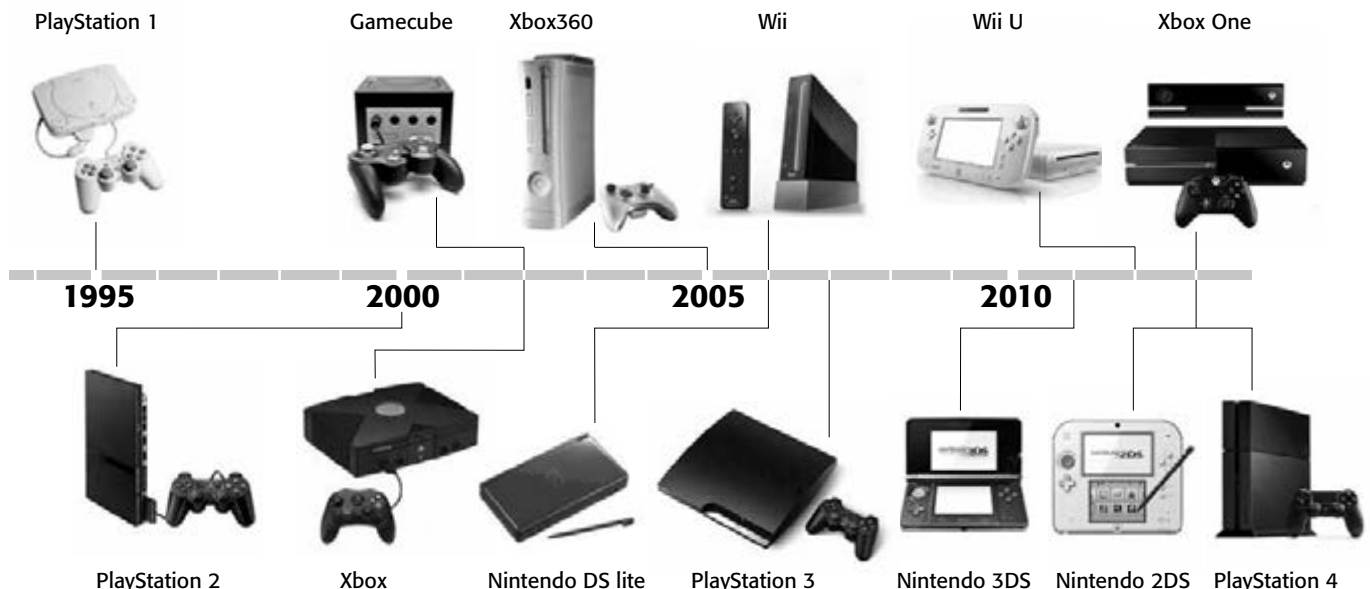 PlayStation 1
Gamecube
Xbox360
Wii
Wii U
Xbox One
1995
2000
2005
2010
PlayStation 2
Xbox
Nintendo DS lite
PlayStation 3
Nintendo 3DS
Nintendo 2DS
PlayStation 4